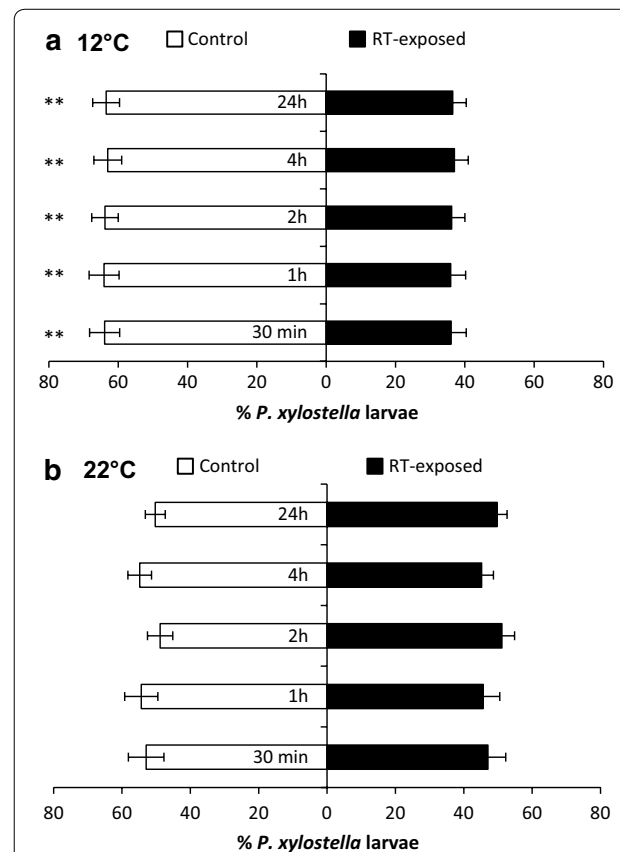 a 12°C Control RT-exposed
** 24h
** 4h
** 2h
** 1h
** 30 min
80 60 40 20 0 20 40 60 80
% P. xylostella larvae
b 22°C Control RT-exposed
24h
4h
2h
1h
30 min
80 60 40 20 0 20 40 60 80
% P. xylostella larvae